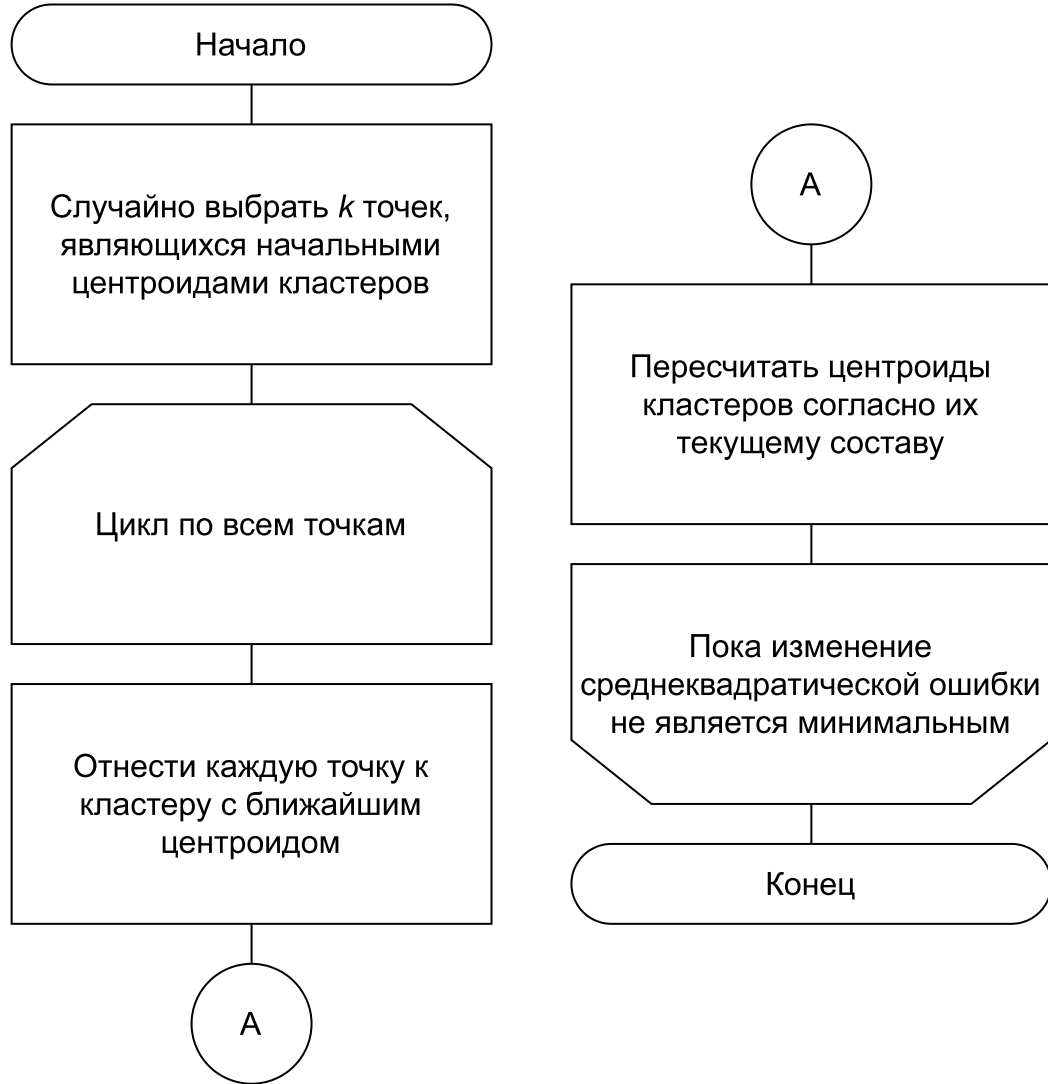 Начало
Случайно выбрать k точек,
являющихся начальными
центроидами кластеров
Цикл по всем точкам
Отнести каждую точку к
кластеру с ближайшим
центроидом
А
А
Пересчитать центроиды
кластеров согласно их
текущему составу
Пока изменение
среднеквадратической ошибки
не является минимальным
Конец